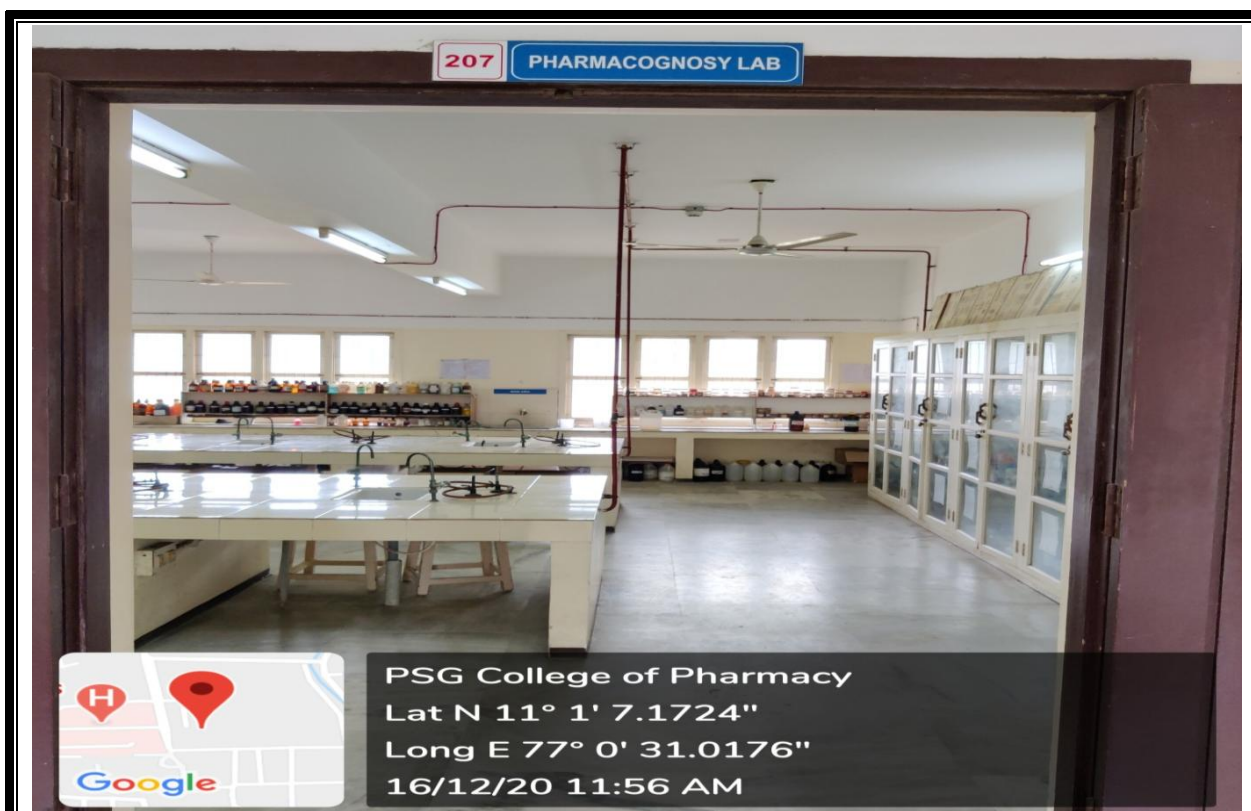 207 PHARMACOGNOSY LAB
H
Google
PSG College of Pharmacy
Lat N 11° 1' 7.1724"
Long E 77° 0' 31.0176"
16/12/20 11:56 AM